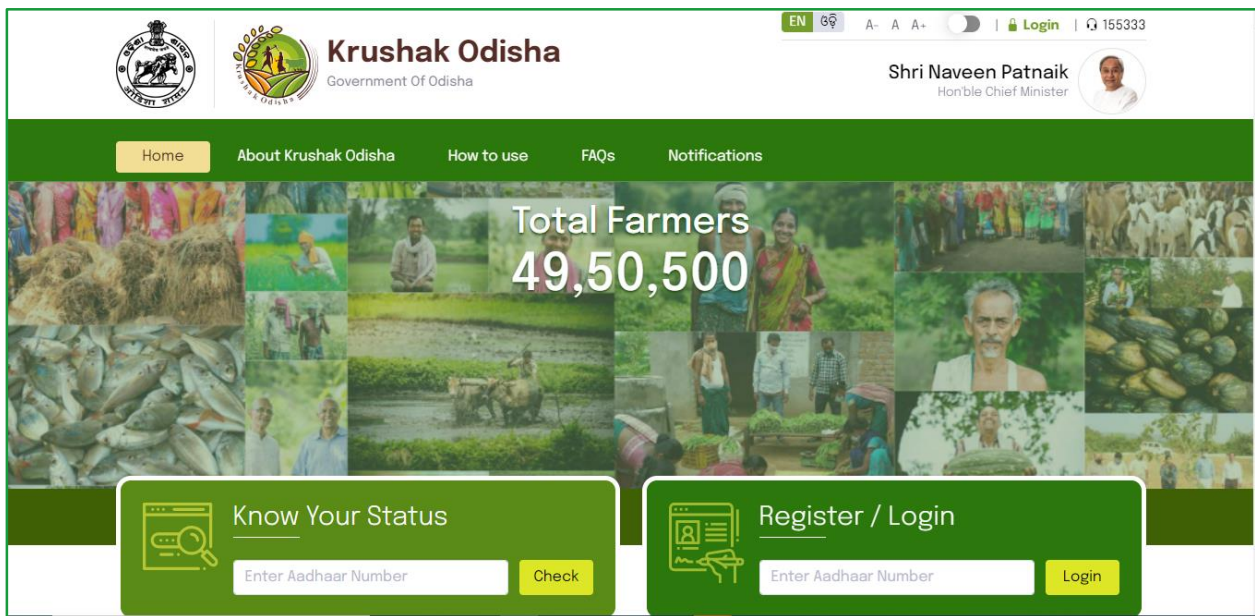 EN ଓଡ଼ି A- A A+ | Login | 155333
Krushak Odisha
Government Of Odisha
Krushak Odisha
Shri Naveen Patnaik
Hon'ble Chief Minister
Home About Krushak Odisha How to use FAQs Notifications
Total Farmers
49,50,500
Know Your Status
Enter Aadhaar Number Check
Register / Login
Enter Aadhaar Number Login